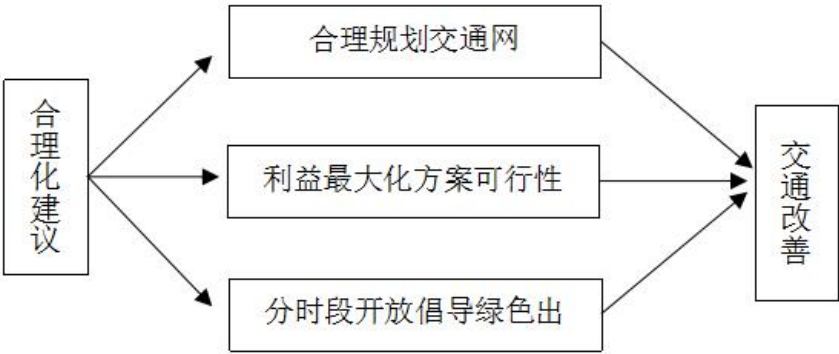 合理化建议
合理规划交通网
利益最大化方案可行性
分时段开放倡导绿色出
交通改善